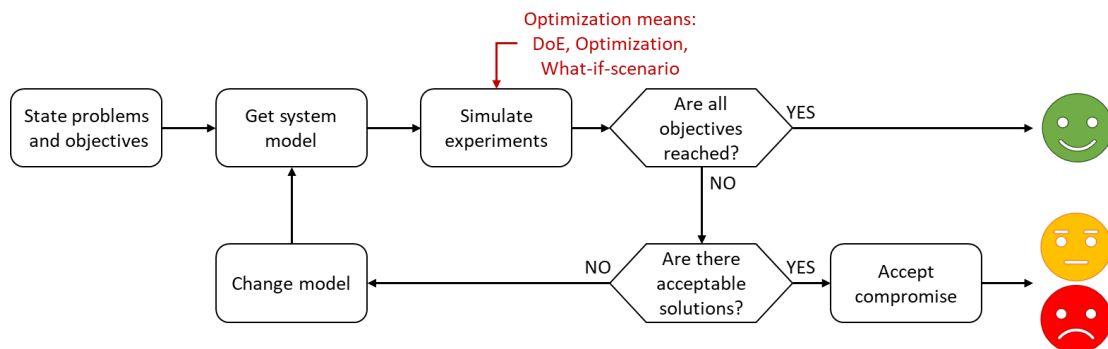 Optimization means:
DoE, Optimization,
What-if-scenario
State problems
and objectives
Get system
model
Simulate
experiments
Are all
objectives
reached?
YES
NO
Change model
NO
Are there
acceptable
solutions?
YES
Accept
compromise